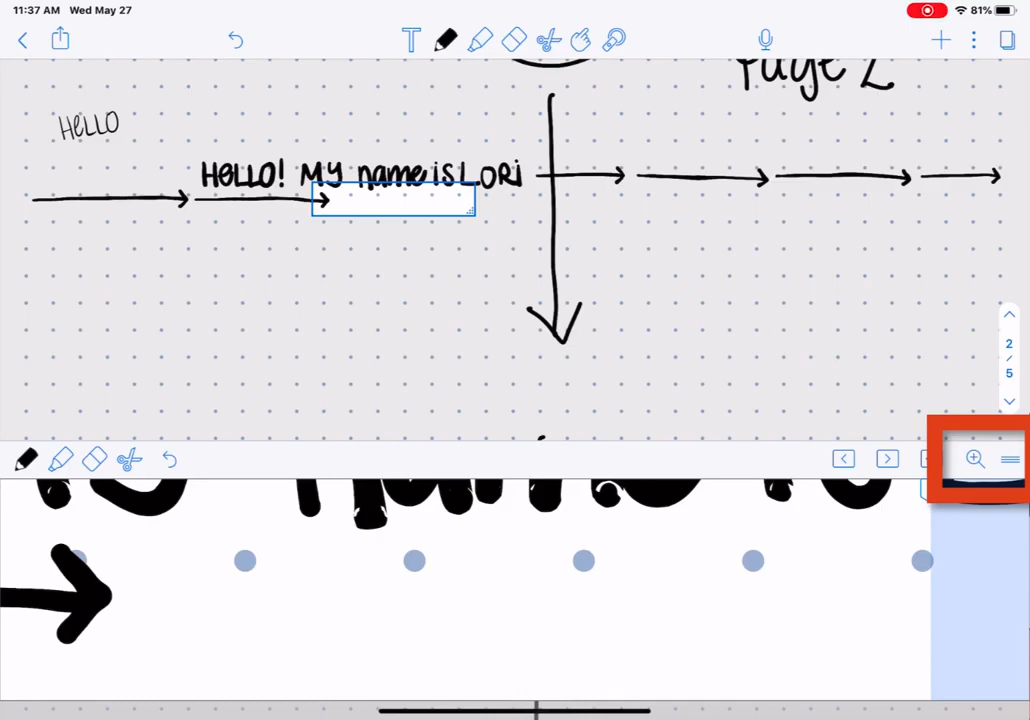 11:37 AM Wed May 27
81%
T
Page 2
HELLO
HELLO! My name is LORi
2
/
5